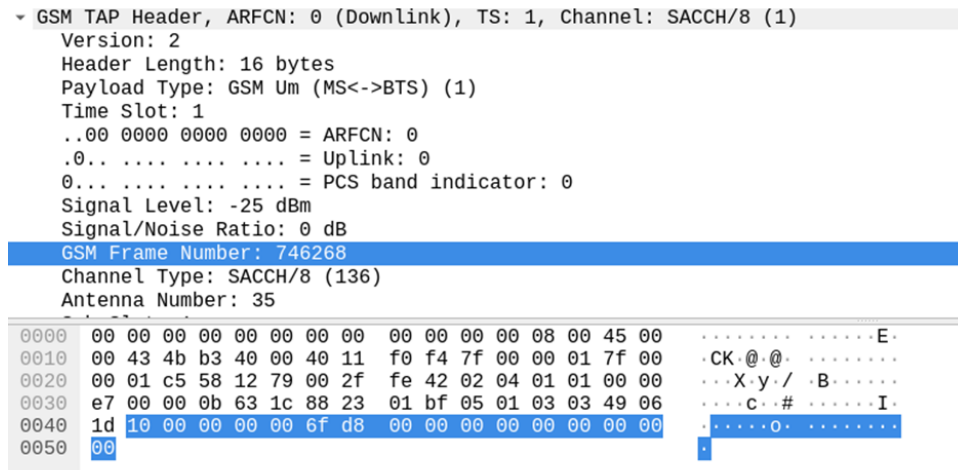 GSM TAP Header, ARFCN: 0 (Downlink), TS: 1, Channel: SACCH/8 (1)
Version: 2
Header Length: 16 bytes
Payload Type: GSM Um (MS<->BTS) (1)
Time Slot: 1
..00 0000 0000 0000 = ARFCN: 0
.0.. .... .... .... = Uplink: 0
0... .... .... .... = PCS band indicator: 0
Signal Level: -25 dBm
Signal/Noise Ratio: 0 dB
GSM Frame Number: 746268
Channel Type: SACCH/8 (136)
Antenna Number: 35
0000 00 00 00 00 00 00 00 00 00 00 00 00 08 00 45 00 ········ ······E·
0010 00 43 4b b3 40 00 40 11 f0 f4 7f 00 00 01 7f 00 ·CK·@·@· ········
0020 00 01 c5 58 12 79 00 2f fe 42 02 04 01 01 00 00 ···X·y·/ ·B······
0030 e7 00 00 0b 63 1c 88 23 01 bf 05 01 03 03 49 06 ····c··# ······I·
0040 1d 10 00 00 00 00 6f d8 00 00 00 00 00 00 00 00 ······o· ········
0050 00 ·